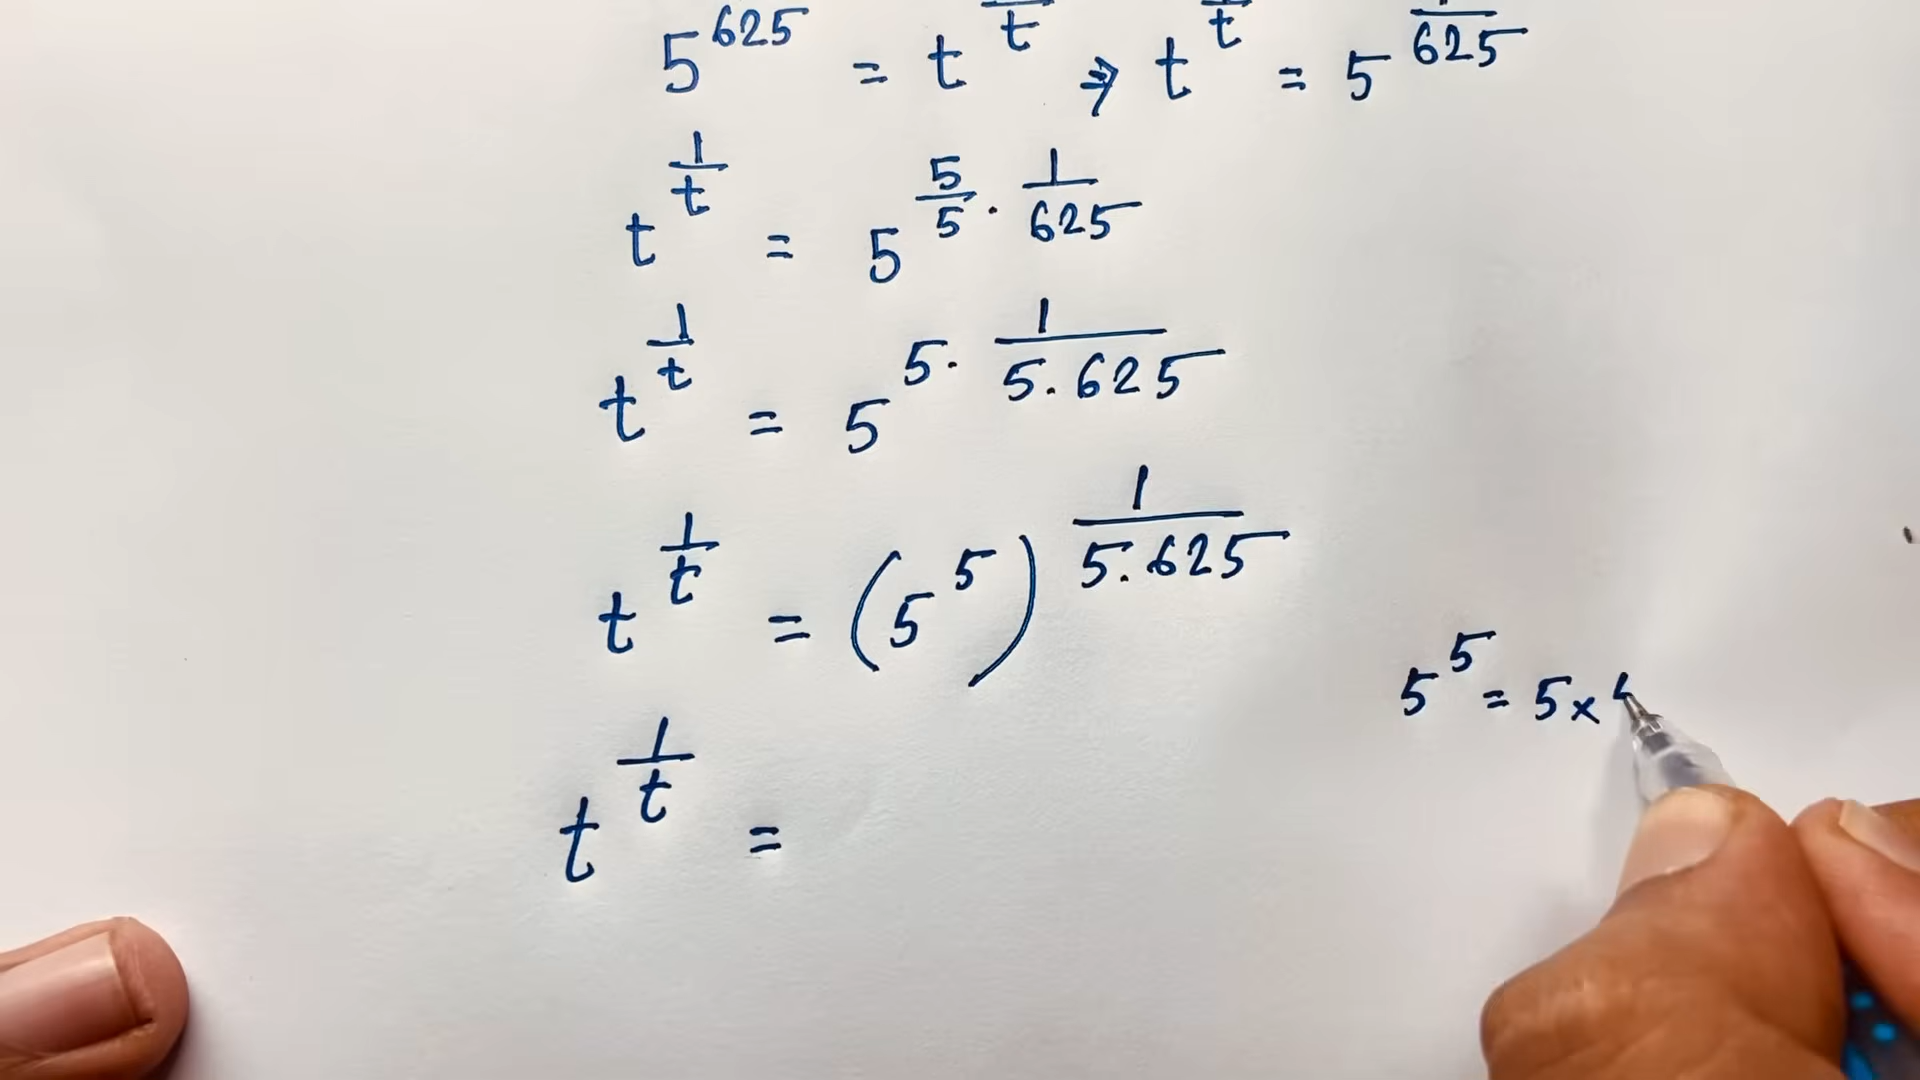 5^625 = t^(1/t) ⇒ t^(1/t) = 5^(1/625)
t^(1/t) = 5^(5/5 · 1/625)
t^(1/t) = 5^(5 · 1/(5.625))
t^(1/t) = (5^5)^(1/(5.625))
5^5 = 5 ×
t^(1/t) =